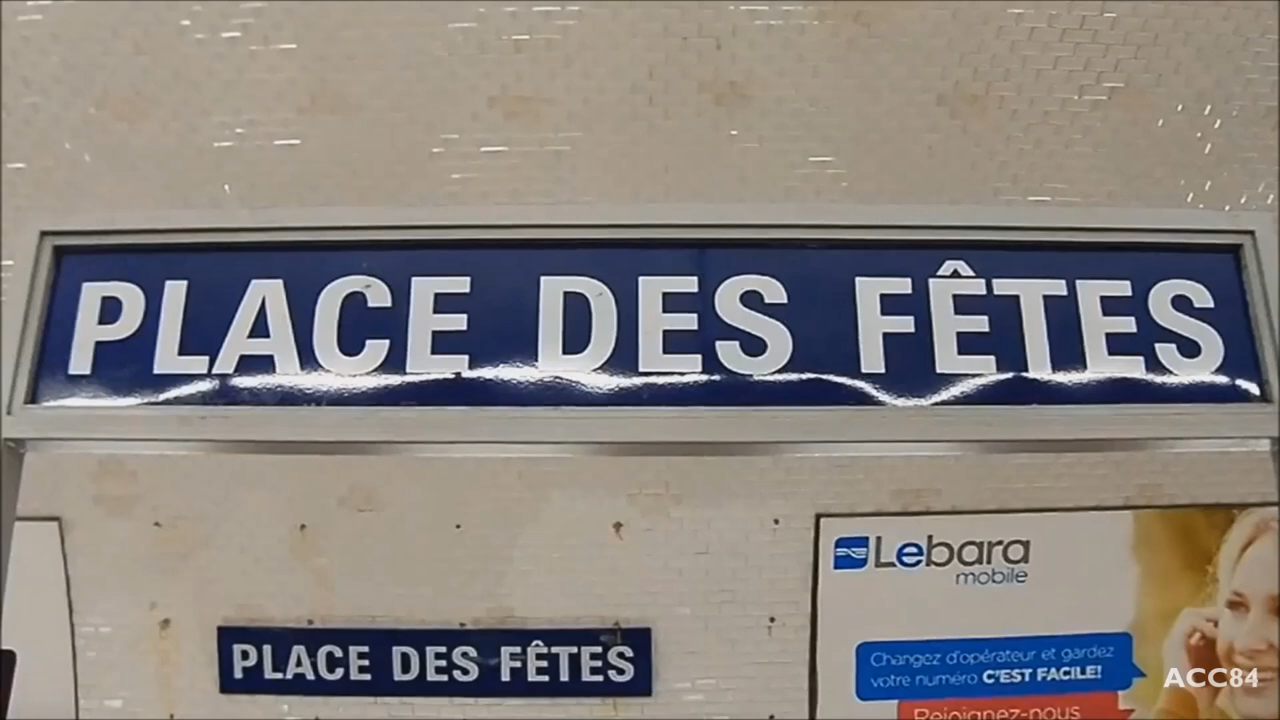 PLACE DES FÊTES
Lebara
mobile
PLACE DES FÊTES
Changez d'opérateur et gardez
votre numéro C'EST FACILE!
Rejoignez-nous
ACC84